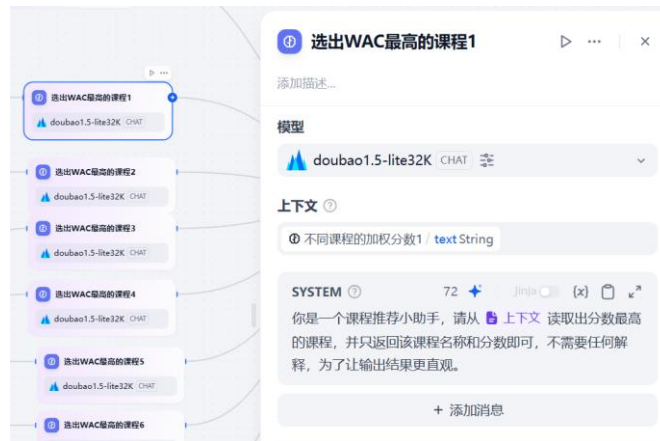 选出WAC最高的课程1
doubao1.5-lite32K CHAT
选出WAC最高的课程2
doubao1.5-lite32K CHAT
选出WAC最高的课程3
doubao1.5-lite32K CHAT
选出WAC最高的课程4
doubao1.5-lite32K CHAT
选出WAC最高的课程5
doubao1.5-lite32K CHAT
选出WAC最高的课程6
选出WAC最高的课程1
添加描述...
模型
doubao1.5-lite32K CHAT
上下文
不同课程的加权分数1 / text String
SYSTEM 72 Jinja {x}
你是一个课程推荐小助手，请从 上下文 读取出分数最高
的课程，并只返回该课程名称和分数即可，不需要任何解
释，为了让输出结果更直观。
+ 添加消息